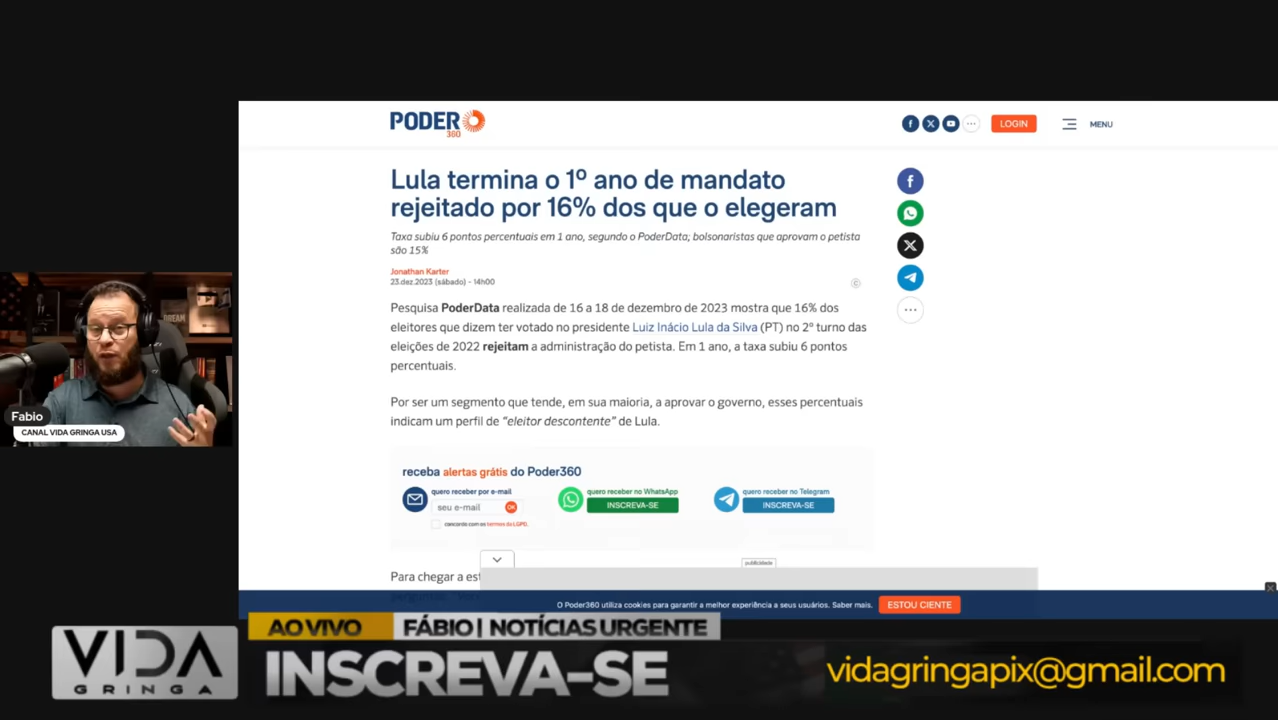 PODER
360
LOGIN
MENU
Lula termina o 1º ano de mandato
rejeitado por 16% dos que o elegeram
Taxa subiu 6 pontos percentuais em 1 ano, segundo o PoderData; bolsonaristas que aprovam o petista
são 15%
Jonathan Karter
23.dez.2023 (sábado) - 14h00
Pesquisa PoderData realizada de 16 a 18 de dezembro de 2023 mostra que 16% dos
eleitores que dizem ter votado no presidente Luiz Inácio Lula da Silva (PT) no 2º turno das
eleições de 2022 rejeitam a administração do petista. Em 1 ano, a taxa subiu 6 pontos
percentuais.
Por ser um segmento que tende, em sua maioria, a aprovar o governo, esses percentuais
indicam um perfil de “eleitor descontente” de Lula.
receba alertas grátis do Poder360
quero receber por e-mail
seu e-mail
OK
concordo com os termos da LGPD.
quero receber no WhatsApp
INSCREVA-SE
quero receber no Telegram
INSCREVA-SE
publicidade
Para chegar a est
O Poder360 utiliza cookies para garantir a melhor experiência a seus usuários. Saber mais.
ESTOU CIENTE
DREAM
Fabio
CANAL VIDA GRINGA USA
AO VIVO
FÁBIO | NOTÍCIAS URGENTE
VIDA
GRINGA
INSCREVA-SE
vidagringapix@gmail.com